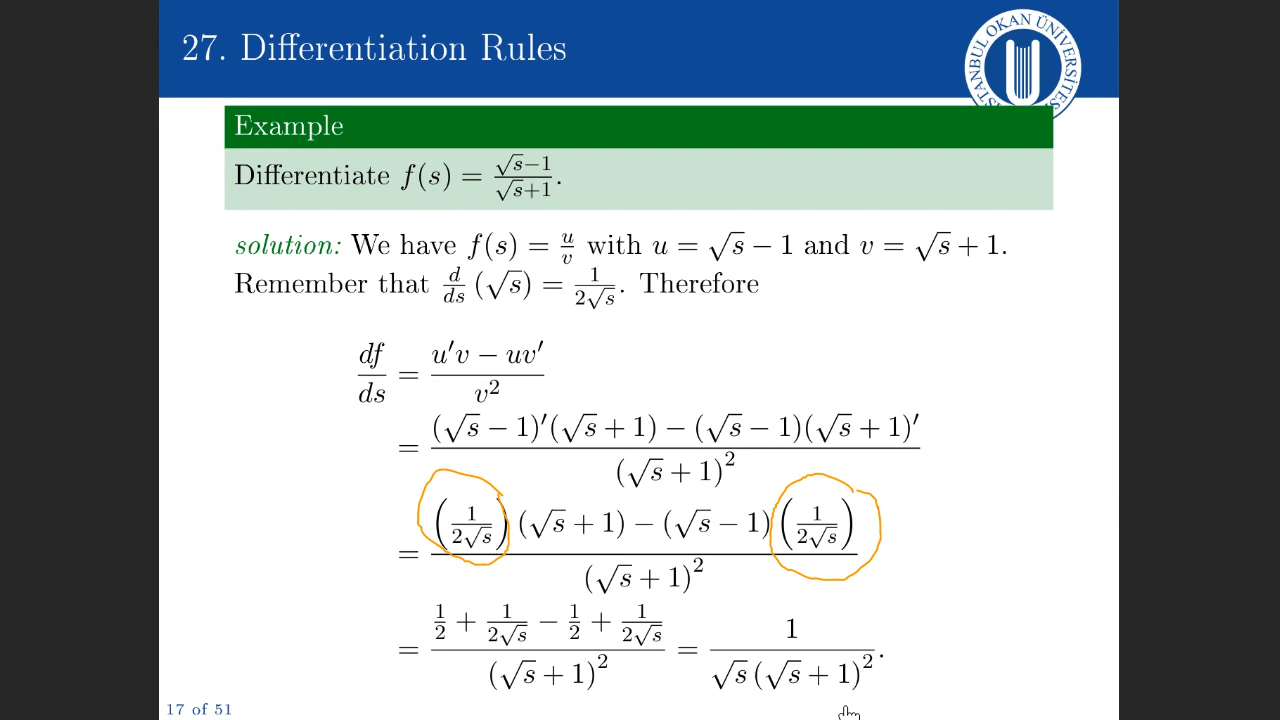 27. Differentiation Rules
İSTANBUL OKAN ÜNİVERSİTESİ
Example
Differentiate f(s) = (√s−1)/(√s+1).
solution: We have f(s) = u/v with u = √s − 1 and v = √s + 1.
Remember that d/ds (√s) = 1/(2√s). Therefore
df/ds = (u′v − uv′)/v²
= ((√s − 1)′(√s + 1) − (√s − 1)(√s + 1)′)/(√s + 1)²
= ((1/(2√s))(√s + 1) − (√s − 1)(1/(2√s)))/(√s + 1)²
= (1/2 + 1/(2√s) − 1/2 + 1/(2√s))/(√s + 1)² = 1/(√s(√s + 1)²).
17 of 51